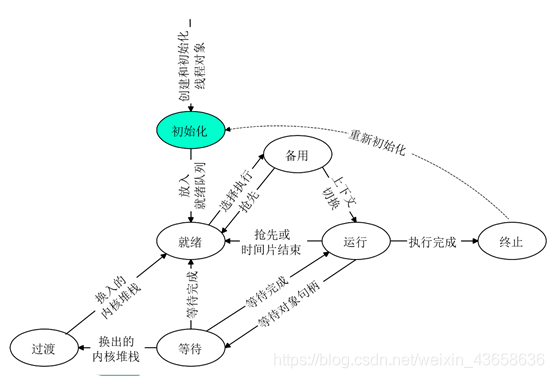 创建和初始化
线程对象
初始化
重新初始化
备用
放入
就绪队列
选择执行
抢先
上下文
切换
就绪
抢先或
时间片结束
运行
执行完成
终止
换入的
内核堆栈
等待完成
等待完成
等待对象句柄
过渡
换出的
内核堆栈
等待
https://blog.csdn.net/weixin_43658636